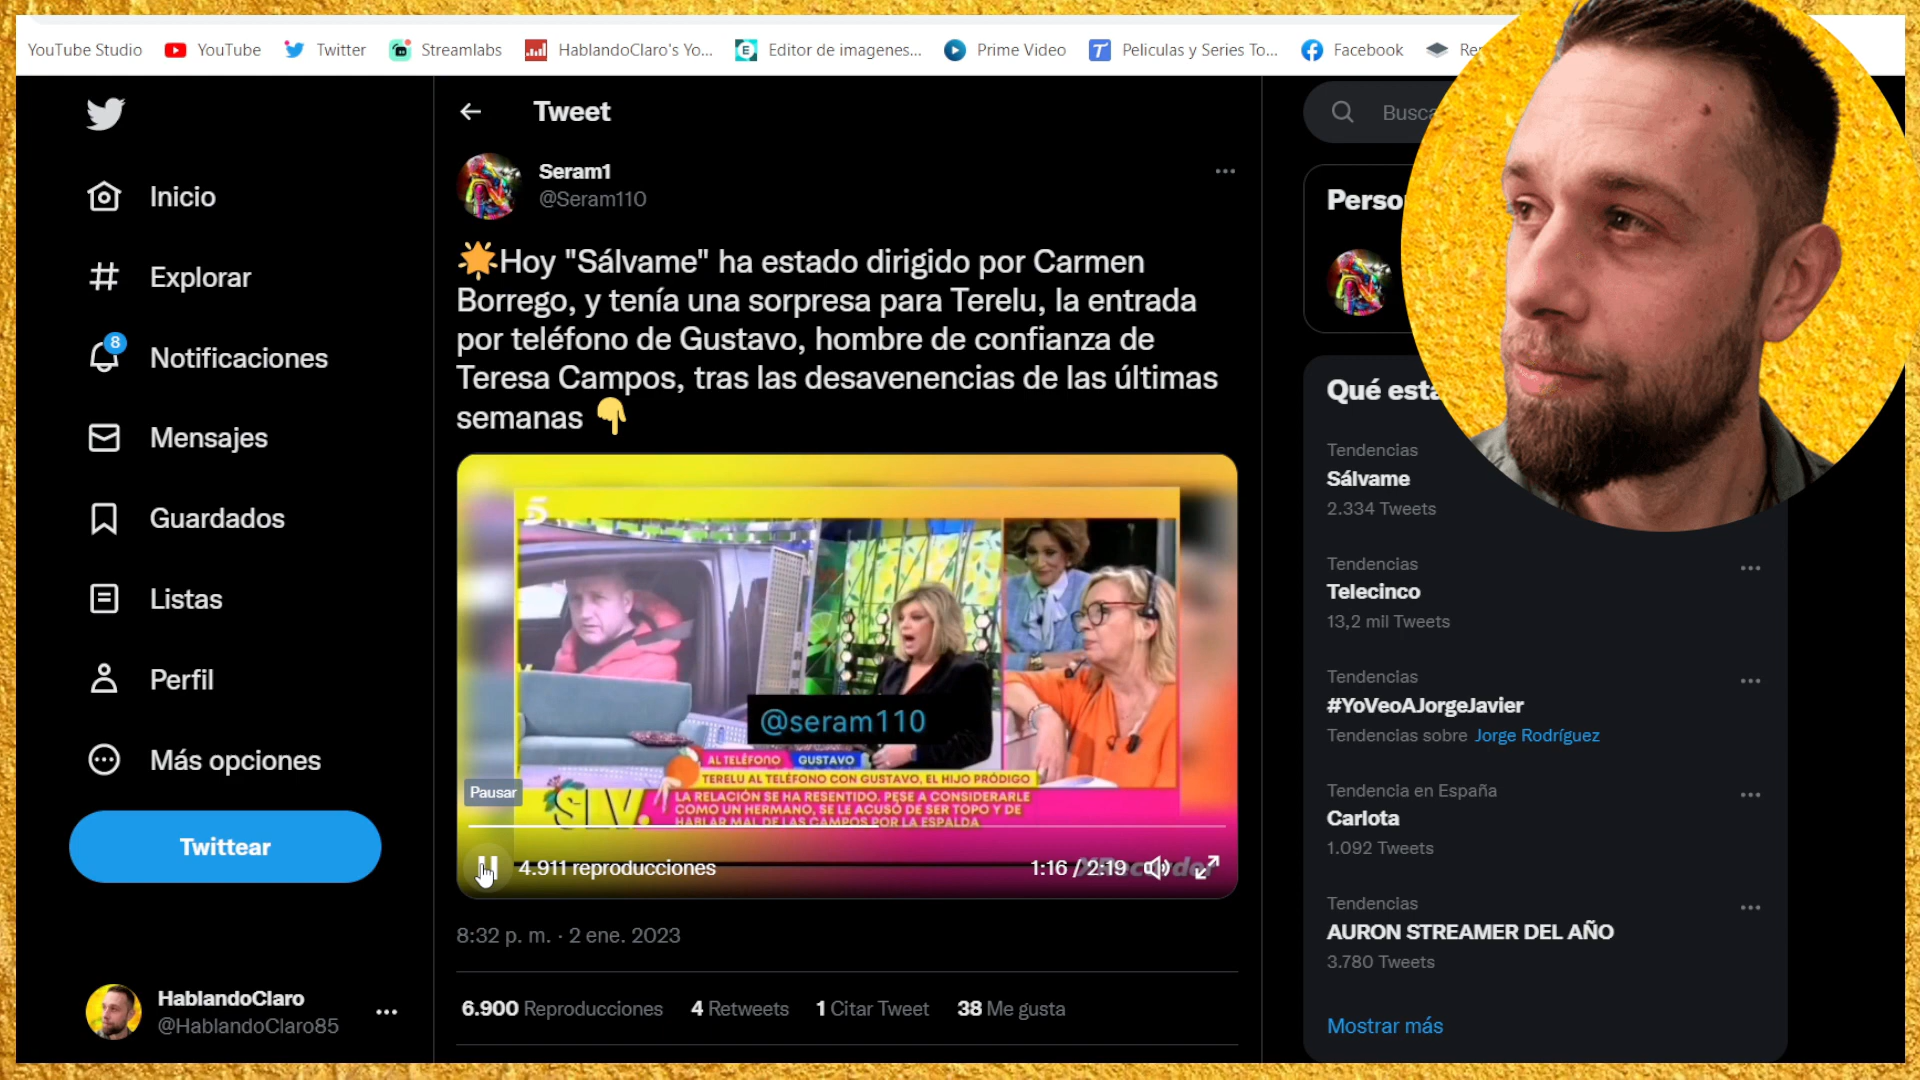 YouTube Studio
YouTube
Twitter
Streamlabs
HablandoClaro's Yo...
Editor de imagenes...
Prime Video
Peliculas y Series To...
Facebook
Inicio
Explorar
8
Notificaciones
Mensajes
Guardados
Listas
Perfil
Más opciones
Twittear
HablandoClaro
@HablandoClaro85
Tweet
Seram1
@Seram110
Hoy "Sálvame" ha estado dirigido por Carmen
Borrego, y tenía una sorpresa para Terelu, la entrada
por teléfono de Gustavo, hombre de confianza de
Teresa Campos, tras las desavenencias de las últimas
semanas
5
@seram110
AL TELÉFONO GUSTAVO
TERELU AL TELÉFONO CON GUSTAVO, EL HIJO PRÓDIGO
LA RELACIÓN SE HA RESENTIDO. PESE A CONSIDERARLE
COMO UN HERMANO, SE LE ACUSÓ DE SER TOPO Y DE
HABLAR MAL DE LAS CAMPOS POR LA ESPALDA
SLV.
Pausar
4.911 reproducciones
1:16 / 2:19
8:32 p. m. · 2 ene. 2023
6.900 Reproducciones 4 Retweets 1 Citar Tweet 38 Me gusta
Tendencias
Sálvame
2.334 Tweets
Tendencias
Telecinco
13,2 mil Tweets
Tendencias
#YoVeoAJorgeJavier
Tendencias sobre Jorge Rodríguez
Tendencia en España
Carlota
1.092 Tweets
Tendencias
AURON STREAMER DEL AÑO
3.780 Tweets
Mostrar más